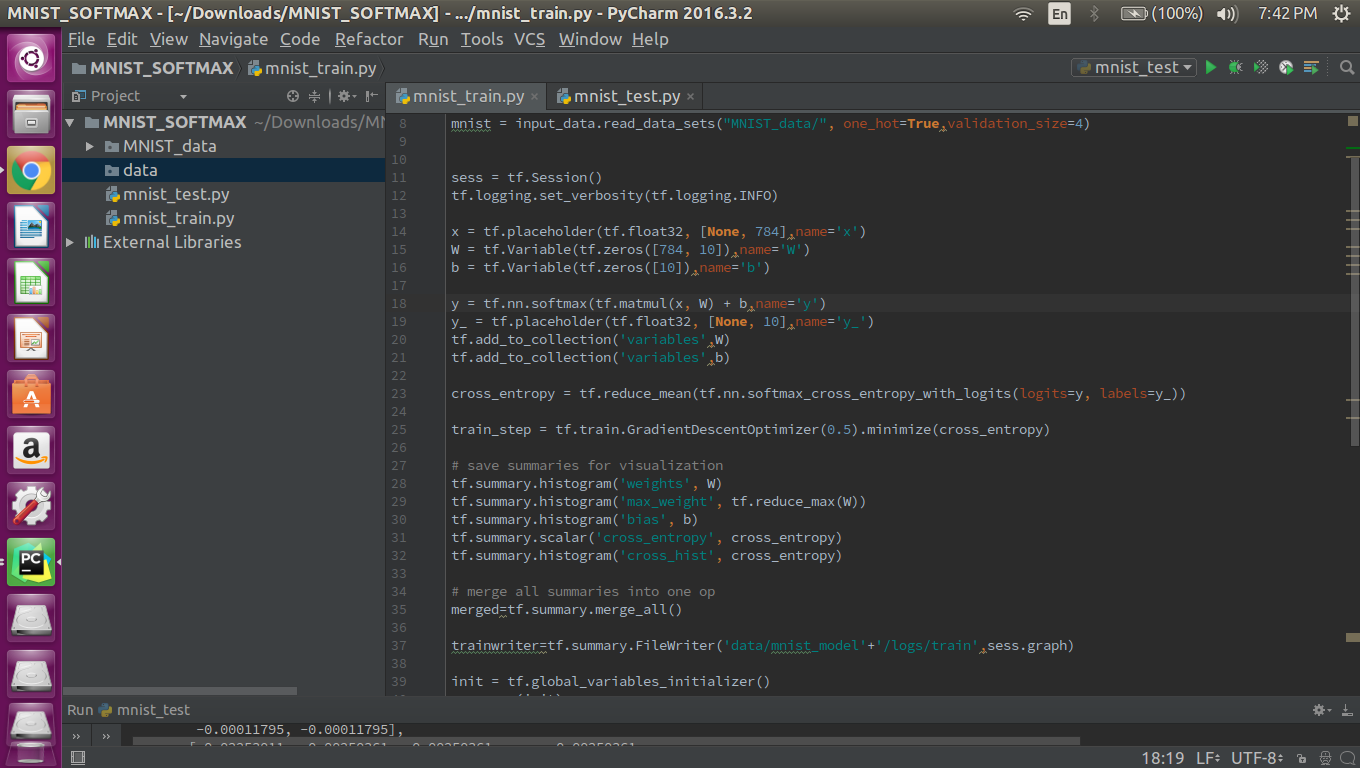 MNIST_SOFTMAX - [~/Downloads/MNIST_SOFTMAX] - .../mnist_train.py - PyCharm 2016.3.2
En
(100%)
7:42 PM
File Edit View Navigate Code Refactor Run Tools VCS Window Help
MNIST_SOFTMAX mnist_train.py
mnist_test
Project
mnist_train.py × mnist_test.py ×
MNIST_SOFTMAX ~/Downloads/MN
MNIST_data
data
mnist_test.py
mnist_train.py
External Libraries
8 mnist = input_data.read_data_sets("MNIST_data/", one_hot=True,validation_size=4)
9
10
11 sess = tf.Session()
12 tf.logging.set_verbosity(tf.logging.INFO)
13
14 x = tf.placeholder(tf.float32, [None, 784],name='x')
15 W = tf.Variable(tf.zeros([784, 10]),name='W')
16 b = tf.Variable(tf.zeros([10]),name='b')
17
18 y = tf.nn.softmax(tf.matmul(x, W) + b,name='y')
19 y_ = tf.placeholder(tf.float32, [None, 10],name='y_')
20 tf.add_to_collection('variables',W)
21 tf.add_to_collection('variables',b)
22
23 cross_entropy = tf.reduce_mean(tf.nn.softmax_cross_entropy_with_logits(logits=y, labels=y_))
24
25 train_step = tf.train.GradientDescentOptimizer(0.5).minimize(cross_entropy)
26
27 # save summaries for visualization
28 tf.summary.histogram('weights', W)
29 tf.summary.histogram('max_weight', tf.reduce_max(W))
30 tf.summary.histogram('bias', b)
31 tf.summary.scalar('cross_entropy', cross_entropy)
32 tf.summary.histogram('cross_hist', cross_entropy)
33
34 # merge all summaries into one op
35 merged=tf.summary.merge_all()
36
37 trainwriter=tf.summary.FileWriter('data/mnist_model'+'/logs/train',sess.graph)
38
39 init = tf.global_variables_initializer()
Run mnist_test
-0.00011795, -0.00011795],
PC
18:19 LF UTF-8